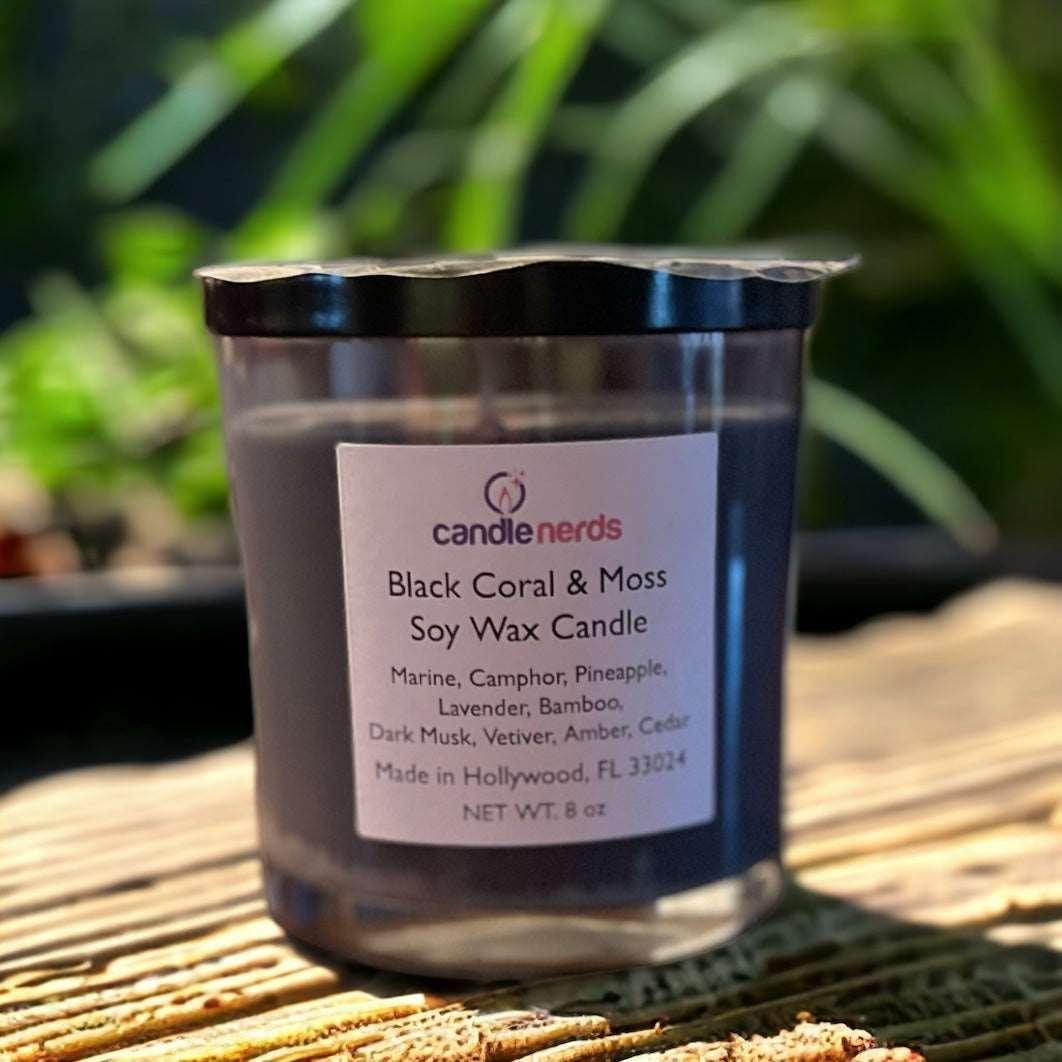 candlenerds
Black Coral & Moss
Soy Wax Candle
Marine, Camphor, Pineapple,
Lavender, Bamboo,
Dark Musk, Vetiver, Amber, Cedar
Made in Hollywood, FL 33024
NET WT. 8 oz